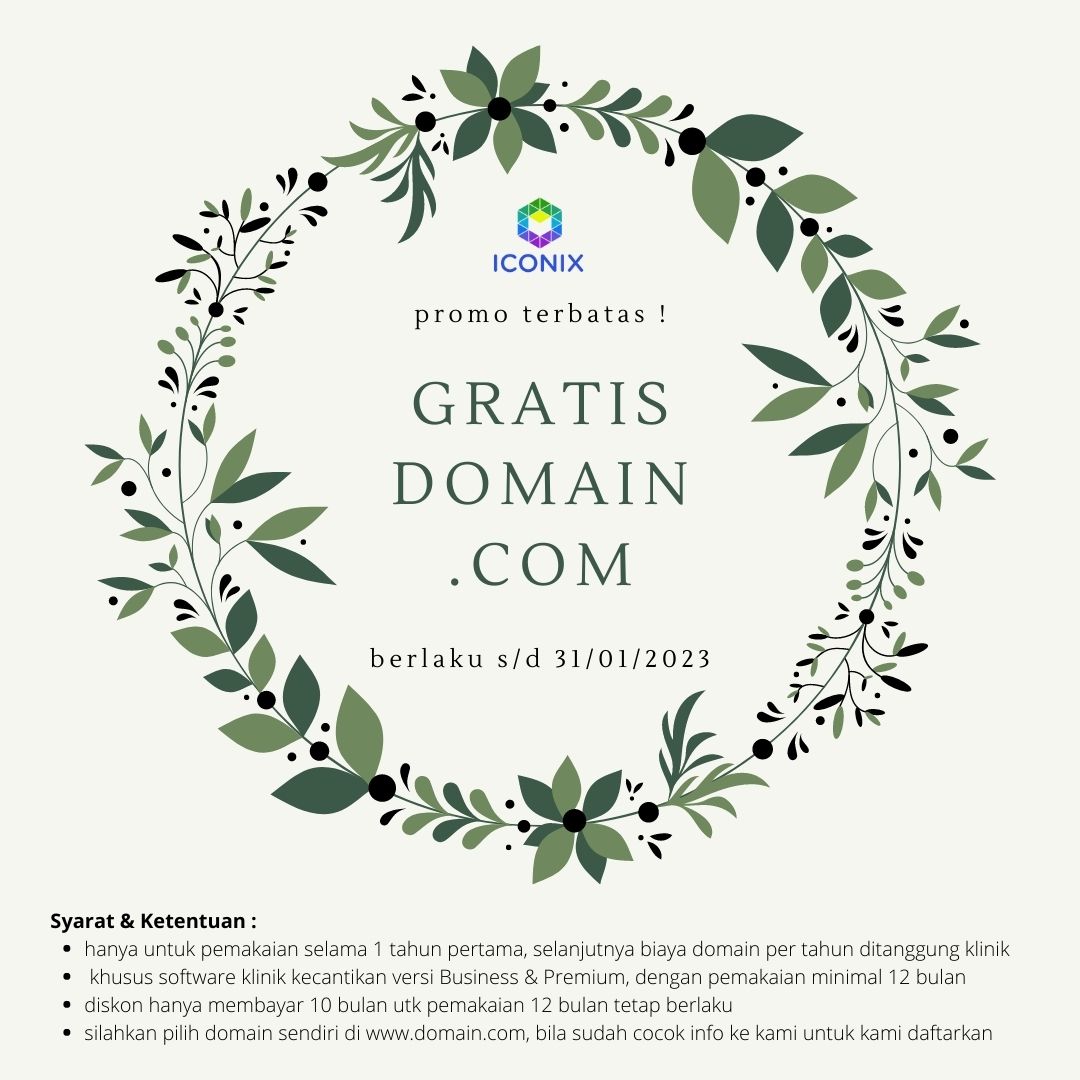 ICONIX
promo terbatas !
GRATIS
DOMAIN
.COM
berlaku s/d 31/01/2023
Syarat & Ketentuan :
• hanya untuk pemakaian selama 1 tahun pertama, selanjutnya biaya domain per tahun ditanggung klinik
• khusus software klinik kecantikan versi Business & Premium, dengan pemakaian minimal 12 bulan
• diskon hanya membayar 10 bulan utk pemakaian 12 bulan tetap berlaku
• silahkan pilih domain sendiri di www.domain.com, bila sudah cocok info ke kami untuk kami daftarkan